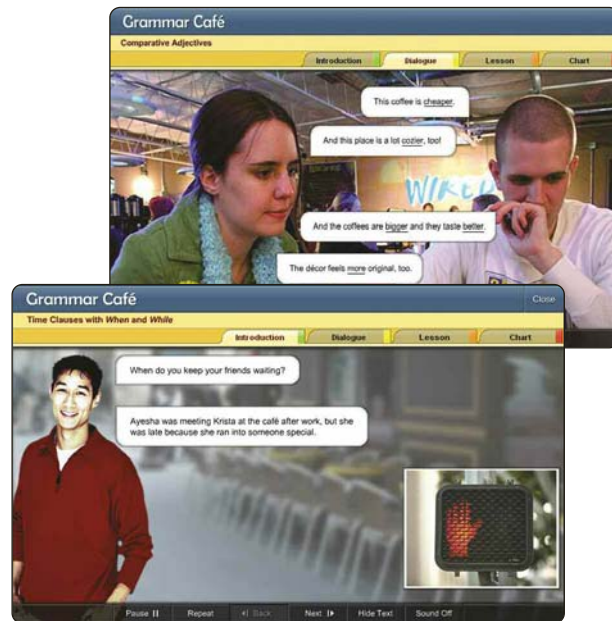 Grammar Café
Comparative Adjectives
Introduction Dialogue Lesson Chart
This coffee is cheaper.
And this place is a lot cozier, too!
WIRED
And the coffees are bigger and they taste better.
The décor feels more original, too.
Grammar Café Close
Time Clauses with When and While
Introduction Dialogue Lesson Chart
When do you keep your friends waiting?
Ayesha was meeting Krista at the café after work, but she
was late because she ran into someone special.
Pause Repeat Back Next Hide Text Sound Off